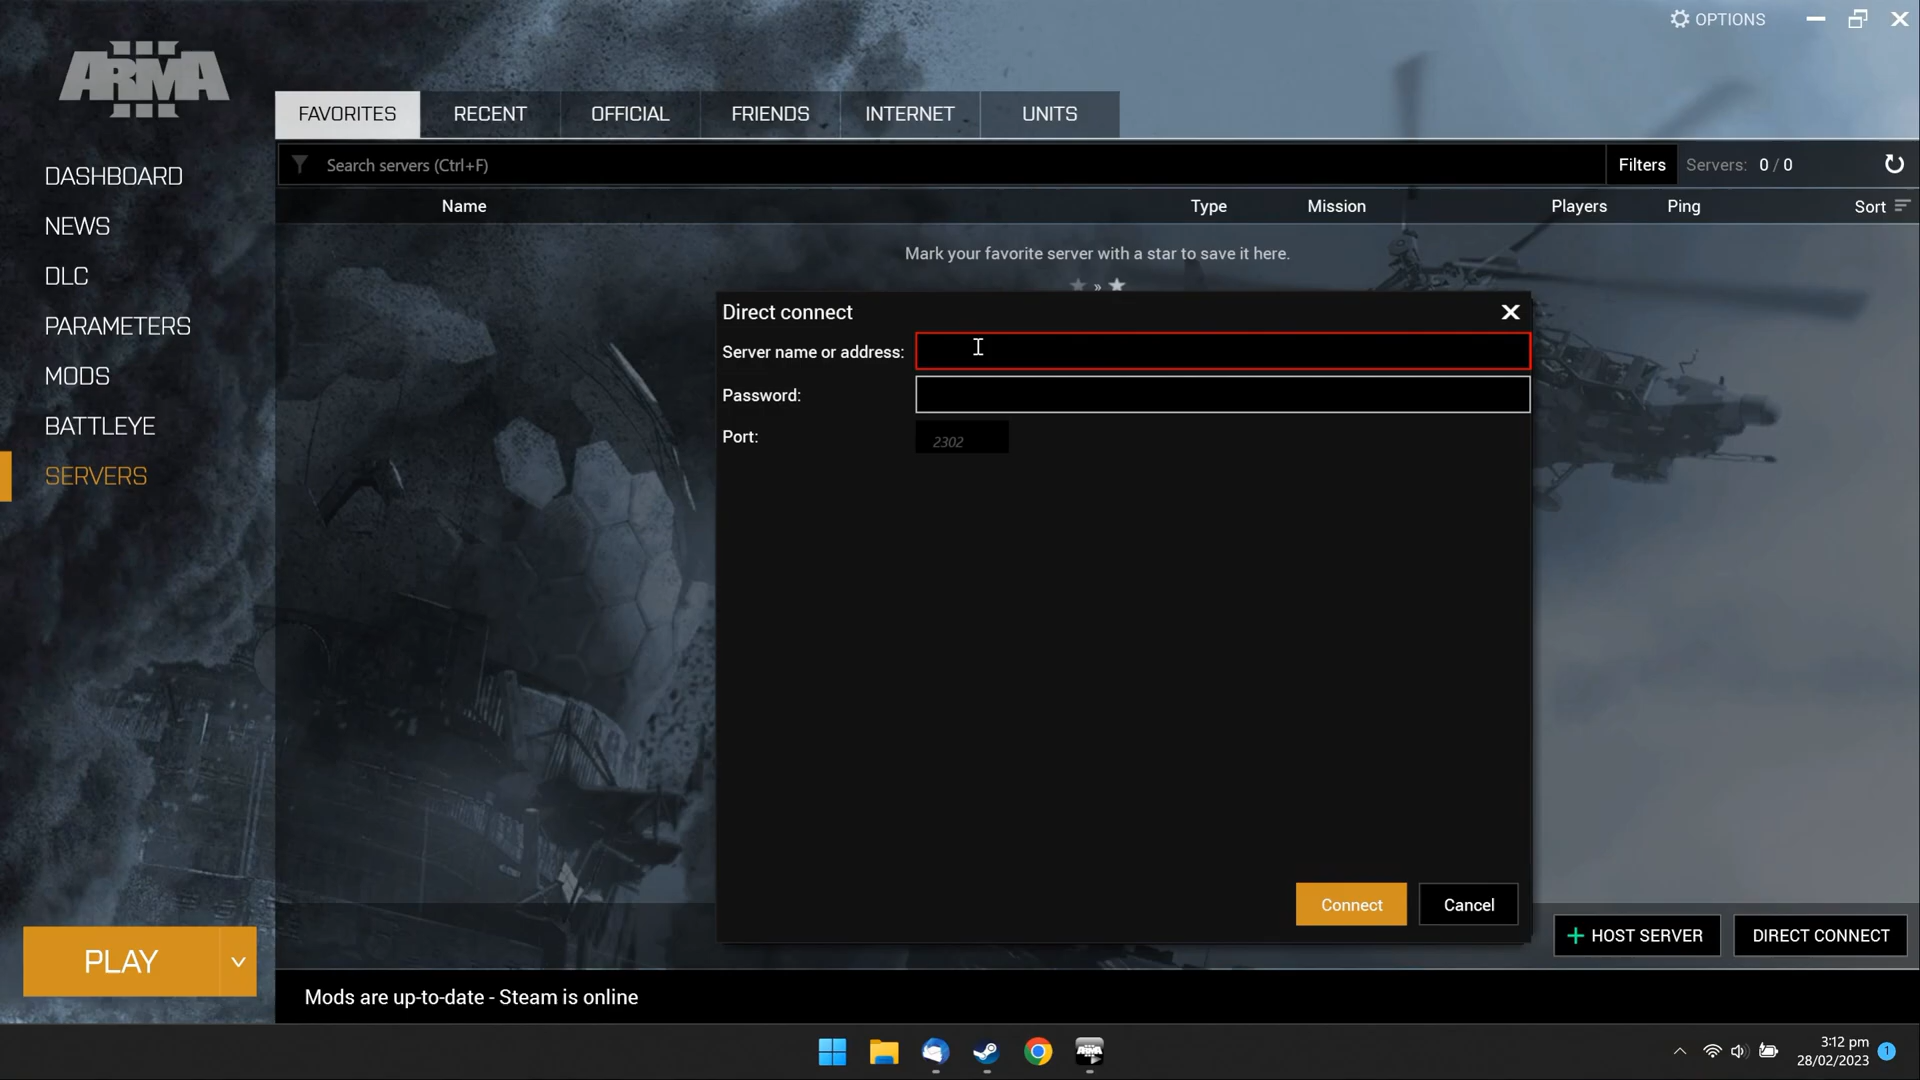 OPTIONS
ARMA
III
FAVORITES
RECENT
OFFICIAL
FRIENDS
INTERNET
UNITS
Search servers (Ctrl+F)
Filters
Servers: 0 / 0
Name
Type
Mission
Players
Ping
Sort
Mark your favorite server with a star to save it here.
»
DASHBOARD
NEWS
DLC
PARAMETERS
MODS
BATTLEYE
SERVERS
Direct connect
Server name or address:
Password:
Port:
2302
Connect
Cancel
HOST SERVER
DIRECT CONNECT
PLAY
Mods are up-to-date - Steam is online
3:12 pm
28/02/2023
1